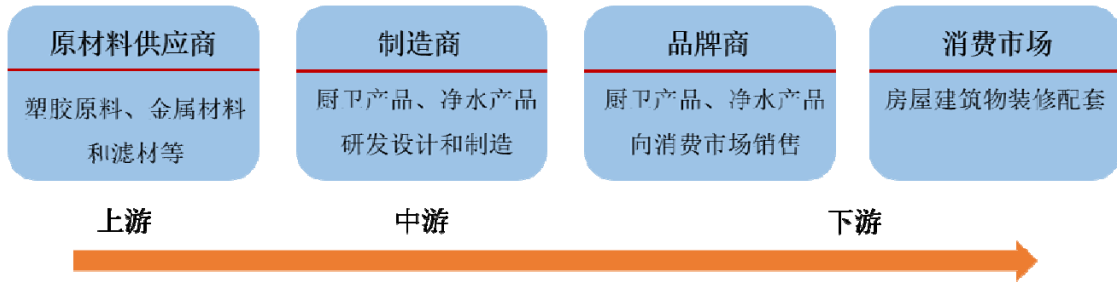 原材料供应商
塑胶原料、金属材料
和滤材等
制造商
厨卫产品、净水产品
研发设计和制造
品牌商
厨卫产品、净水产品
向消费市场销售
消费市场
房屋建筑物装修配套
上游
中游
下游